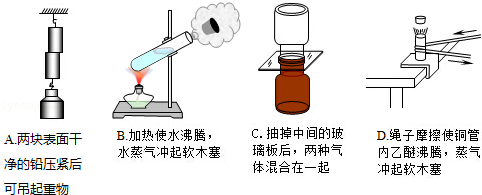 A.两块表面干
净的铅压紧后
可用起重物
B.加热使水沸腾,
水蒸气冲起软木塞
C. 抽掉中间的玻
璃板后，两种气
体混合在一起
D.绳子摩擦使铜管
内乙醚沸腾，蒸气
冲起软木塞